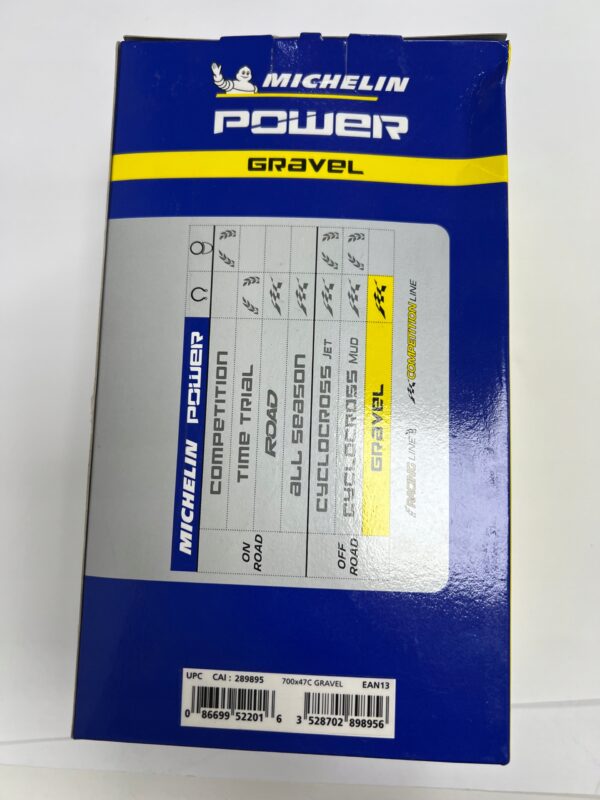 MICHELIN
POWER
GRAVEL
MICHELIN POWER
ON ROAD
COMPETITION
TIME TRIAL
ROAD
ALL SEASON
OFF ROAD
CYCLOCROSS JET
CYCLOCROSS MUD
GRAVEL
RACING LINE
COMPETITION LINE
UPC CAI : 289895 700x47C GRAVEL EAN13
0 86699 52201 6 3 528702 898956